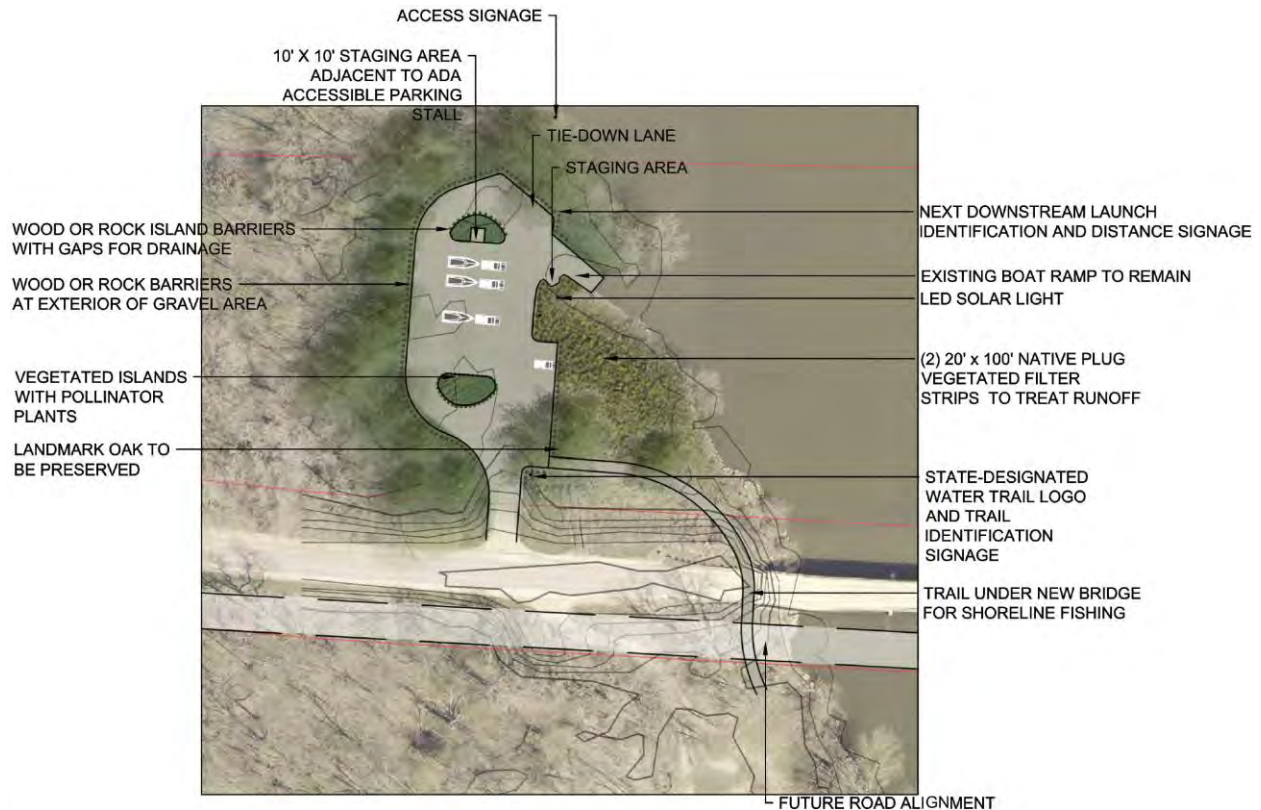 ACCESS SIGNAGE
10' X 10' STAGING AREA
ADJACENT TO ADA
ACCESSIBLE PARKING
STALL
TIE-DOWN LANE
STAGING AREA
WOOD OR ROCK ISLAND BARRIERS
WITH GAPS FOR DRAINAGE
WOOD OR ROCK BARRIERS
AT EXTERIOR OF GRAVEL AREA
VEGETATED ISLANDS
WITH POLLINATOR
PLANTS
LANDMARK OAK TO
BE PRESERVED
NEXT DOWNSTREAM LAUNCH
IDENTIFICATION AND DISTANCE SIGNAGE
EXISTING BOAT RAMP TO REMAIN
LED SOLAR LIGHT
(2) 20' x 100' NATIVE PLUG
VEGETATED FILTER
STRIPS TO TREAT RUNOFF
STATE-DESIGNATED
WATER TRAIL LOGO
AND TRAIL
IDENTIFICATION
SIGNAGE
TRAIL UNDER NEW BRIDGE
FOR SHORELINE FISHING
FUTURE ROAD ALIGNMENT